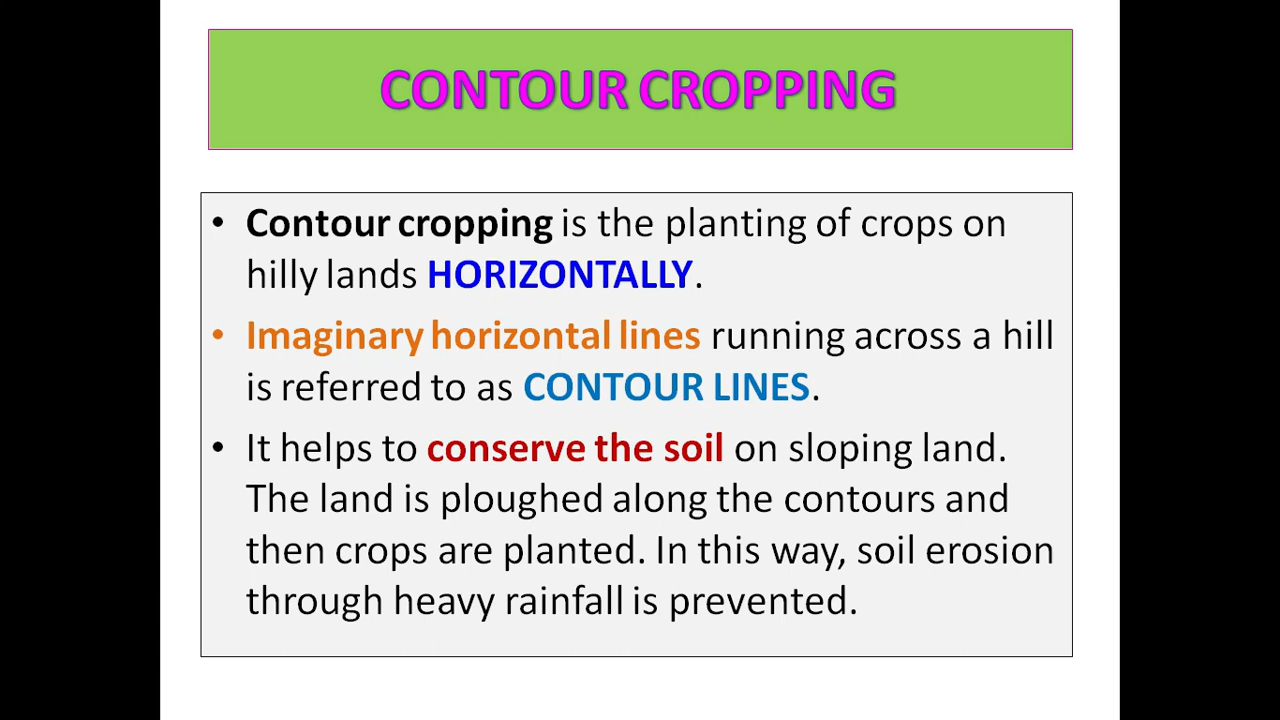 CONTOUR CROPPING
• Contour cropping is the planting of crops on
hilly lands HORIZONTALLY.
• Imaginary horizontal lines running across a hill
is referred to as CONTOUR LINES.
• It helps to conserve the soil on sloping land.
The land is ploughed along the contours and
then crops are planted. In this way, soil erosion
through heavy rainfall is prevented.